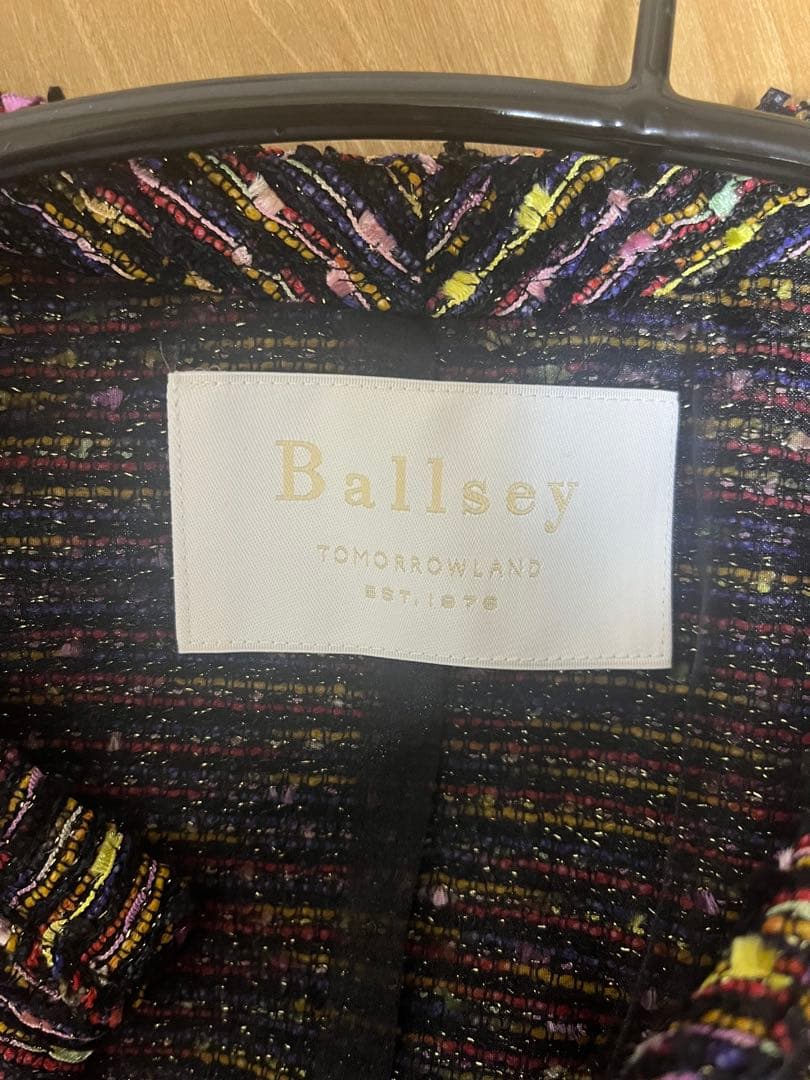 Ballsey
TOMORROWLAND
EST. 1978